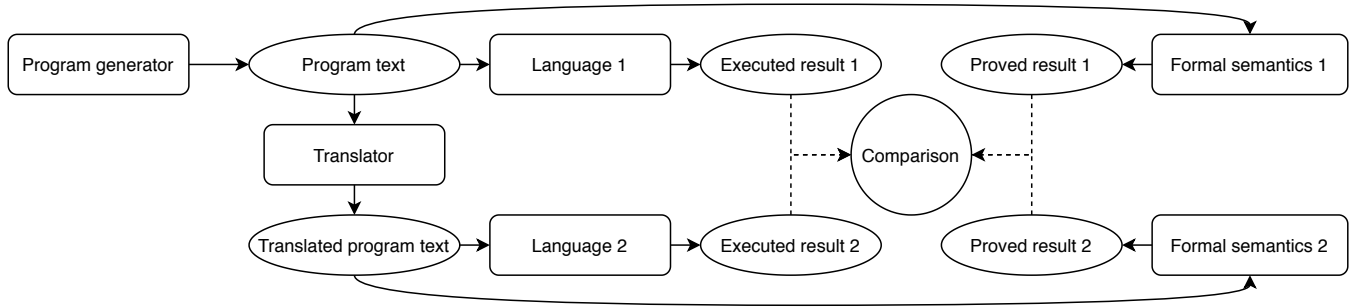 Program generator
Program text
Language 1
Executed result 1
Proved result 1
Formal semantics 1
Translator
Comparison
Translated program text
Language 2
Executed result 2
Proved result 2
Formal semantics 2